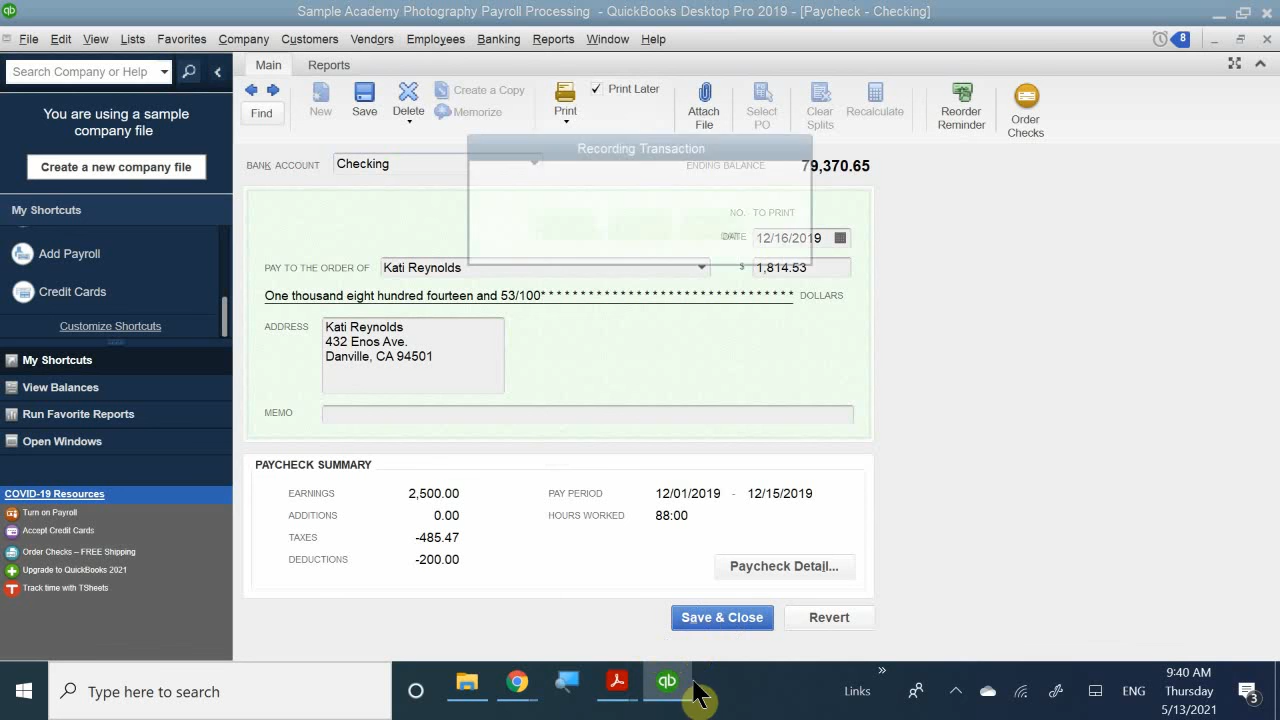 Sample Academy Photography Payroll Processing - QuickBooks Desktop Pro 2019 - [Paycheck - Checking]
File Edit View Lists Favorites Company Customers Vendors Employees Banking Reports Window Help
8
Search Company or Help
You are using a sample
company file
Create a new company file
My Shortcuts
Add Payroll
Credit Cards
Customize Shortcuts
My Shortcuts
View Balances
Run Favorite Reports
Open Windows
COVID-19 Resources
Turn on Payroll
Accept Credit Cards
Order Checks – FREE Shipping
Upgrade to QuickBooks 2021
Track time with TSheets
Main Reports
Find
New
Save
Delete
Create a Copy
Memorize
Print
Print Later
Attach
File
Select
PO
Clear
Splits
Recalculate
Reorder
Reminder
Order
Checks
Recording Transaction
BANK ACCOUNT Checking
ENDING BALANCE 79,370.65
NO. TO PRINT
DATE 12/16/2019
PAY TO THE ORDER OF Kati Reynolds $ 1,814.53
One thousand eight hundred fourteen and 53/100* * * * * * * * * * * * * * * * * * * * * * * * * * * * * * * DOLLARS
ADDRESS
Kati Reynolds
432 Enos Ave.
Danville, CA 94501
MEMO
PAYCHECK SUMMARY
EARNINGS 2,500.00 PAY PERIOD 12/01/2019 - 12/15/2019
ADDITIONS 0.00 HOURS WORKED 88:00
TAXES -485.47
DEDUCTIONS -200.00
Paycheck Detail...
Save & Close Revert
Type here to search
qb
Links
ENG
9:40 AM
Thursday
5/13/2021
3